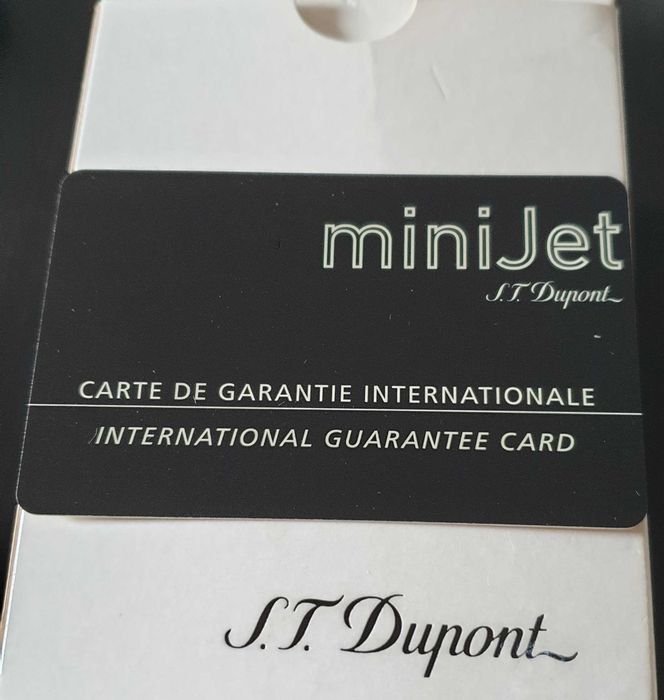 miniJet
S.T. Dupont
CARTE DE GARANTIE INTERNATIONALE
INTERNATIONAL GUARANTEE CARD
S.T. Dupont